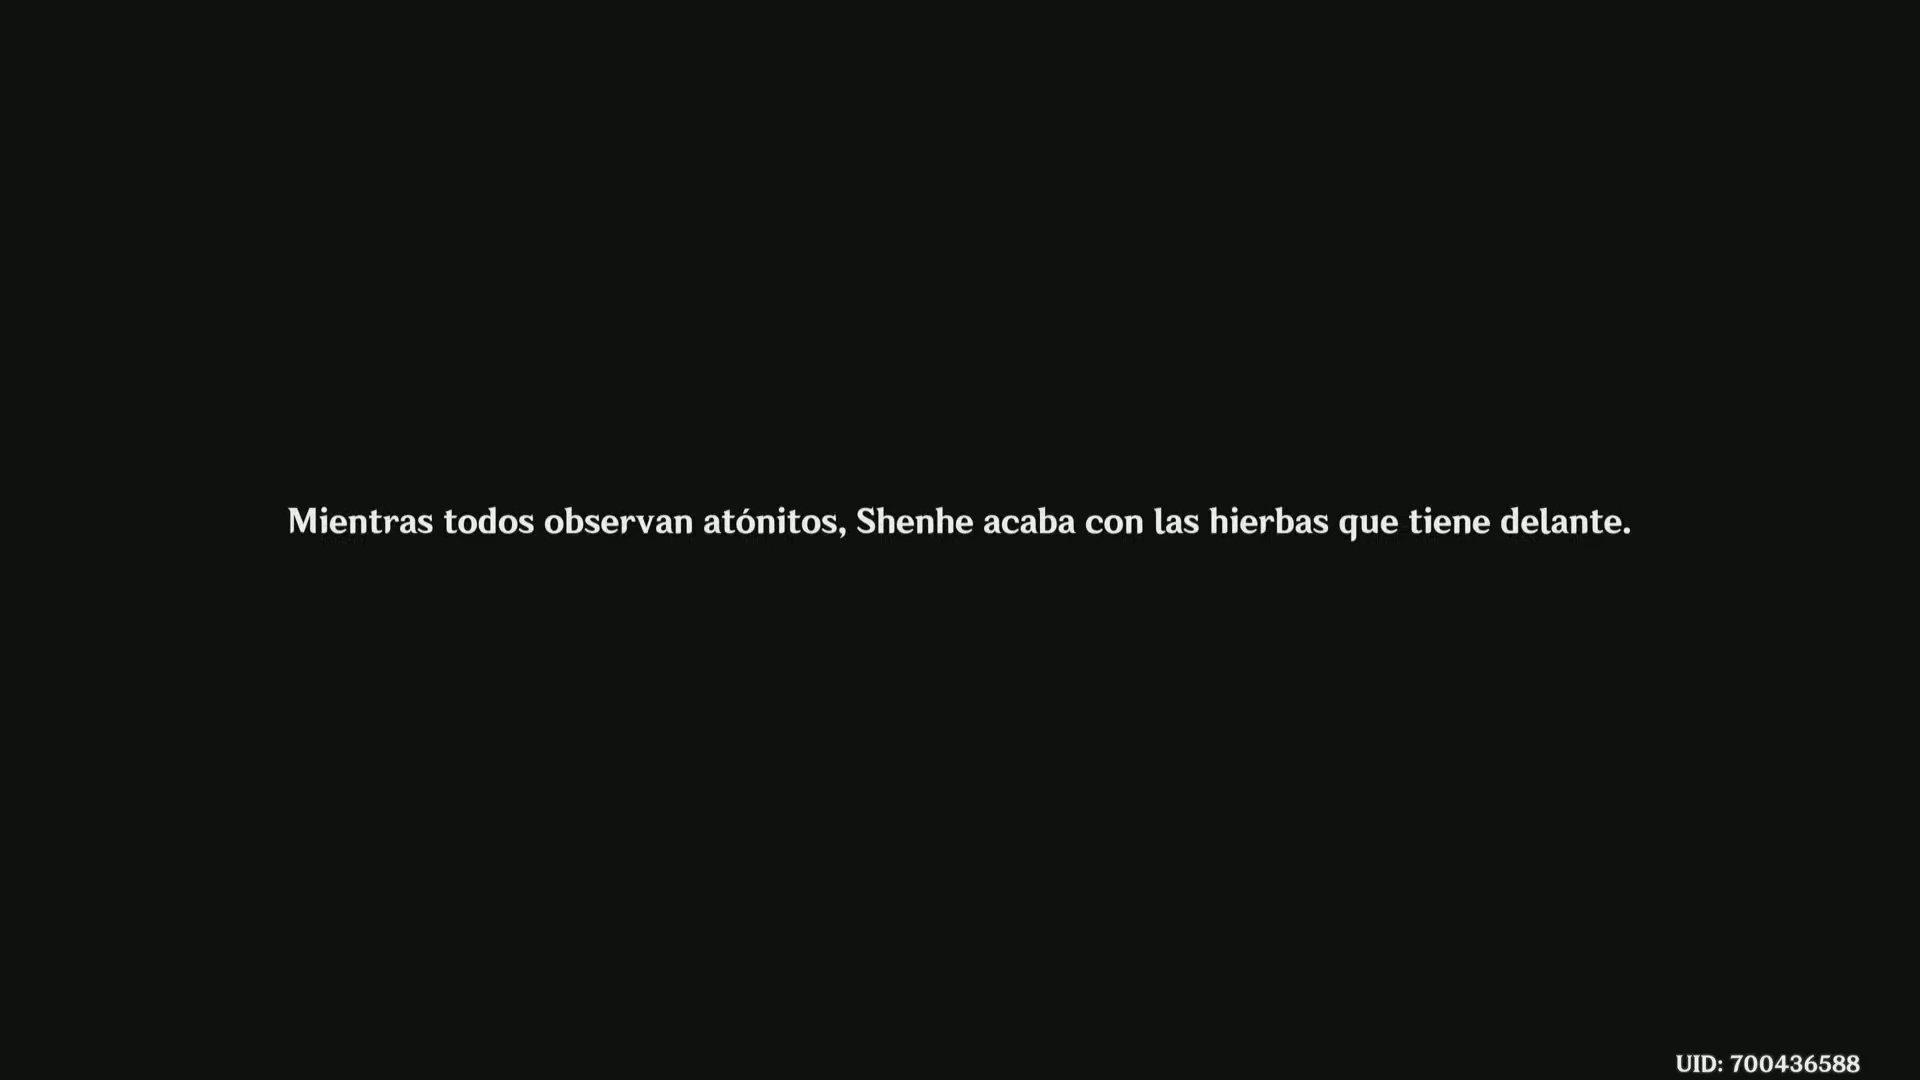 Mientras todos observan atónitos, Shenhe acaba con las hierbas que tiene delante.
UID: 700436588